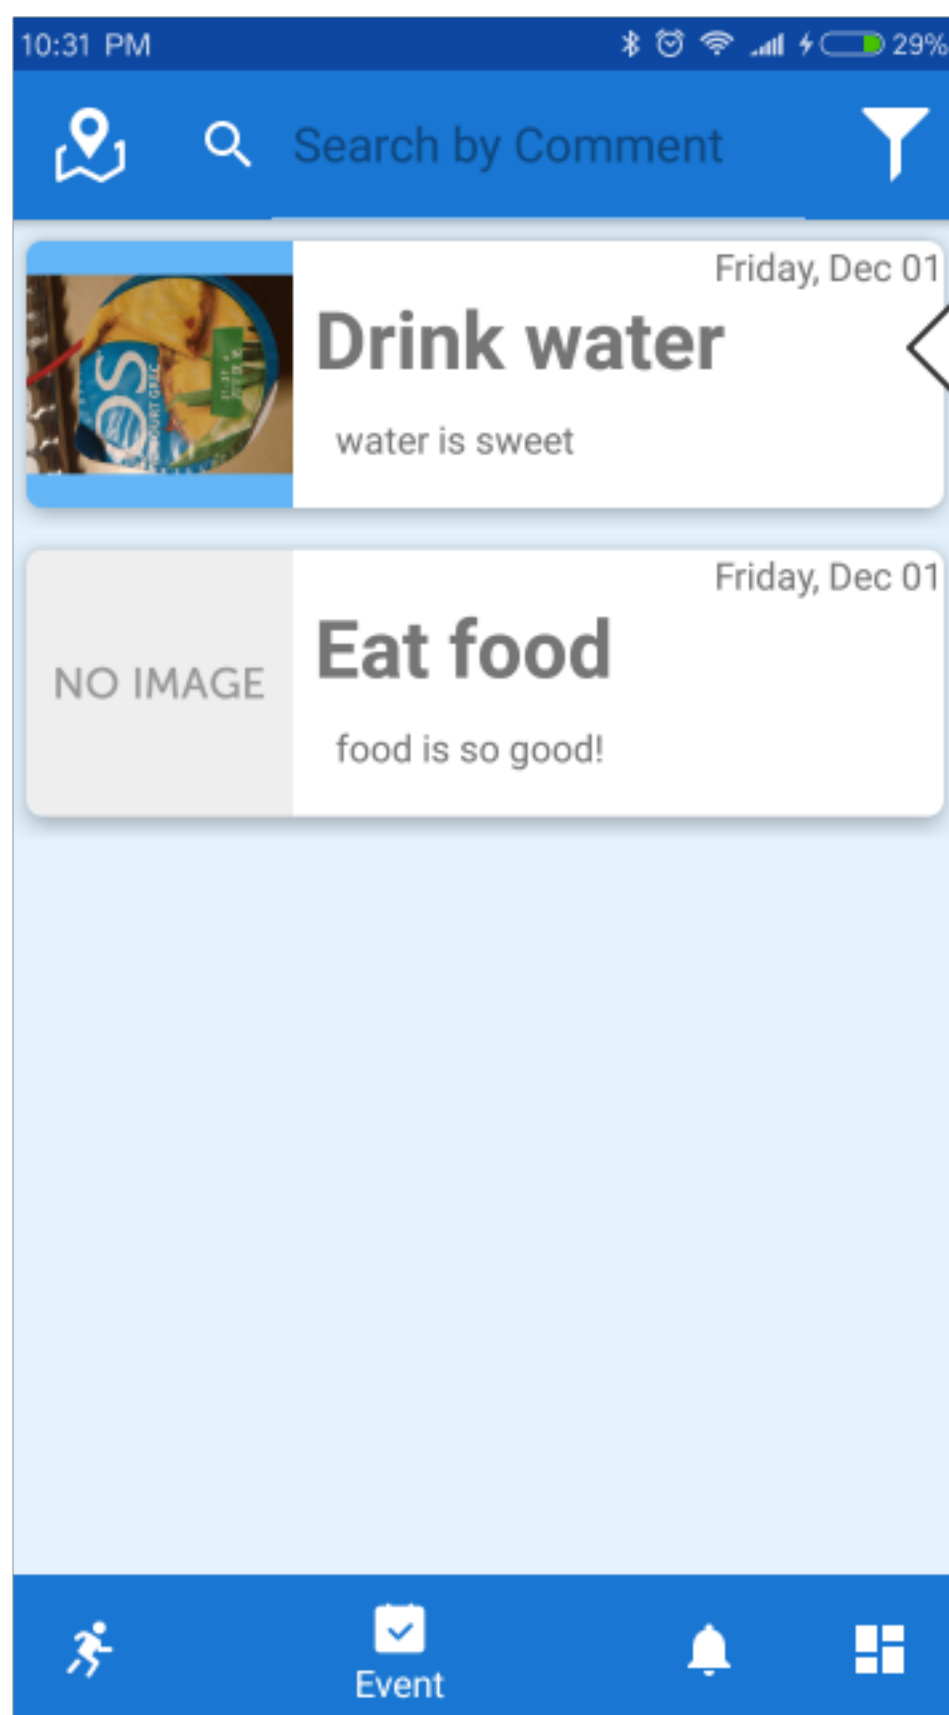 10:31 PM 29%
Search by Comment
Friday, Dec 01
Drink water
water is sweet
Friday, Dec 01
NO IMAGE
Eat food
food is so good!
Event